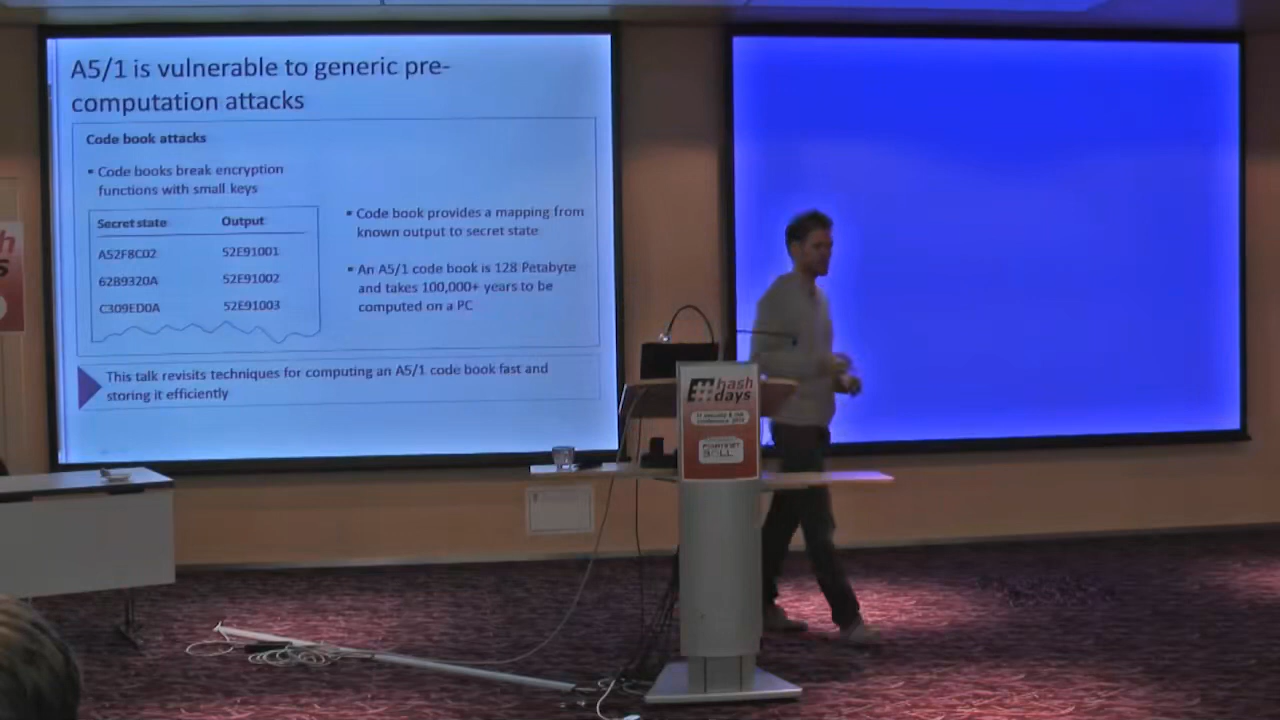 A5/1 is vulnerable to generic pre-
computation attacks
Code book attacks
▪ Code books break encryption
functions with small keys
Secret state Output
A52F8C02 52E91001
62B9320A 52E91002
C309ED0A 52E91003
▪ Code book provides a mapping from
known output to secret state
▪ An A5/1 code book is 128 Petabyte
and takes 100,000+ years to be
computed on a PC
This talk revisits techniques for computing an A5/1 code book fast and
storing it efficiently
#hash
days